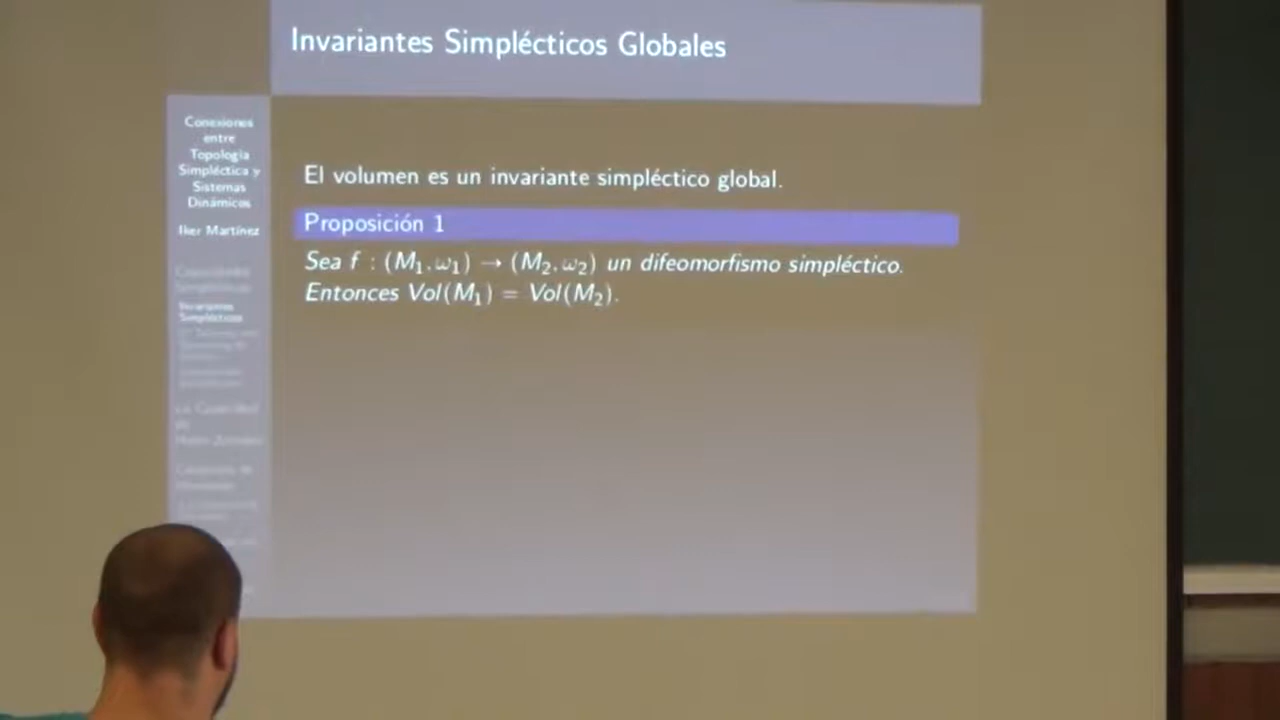 Invariantes Simplécticos Globales
Conexiones
entre
Topología
Simpléctica y
Sistemas
Dinámicos
Iker Martínez
Invariantes
Simplécticos
El volumen es un invariante simpléctico global.
Proposición 1
Sea f : (M₁, ω₁) → (M₂, ω₂) un difeomorfismo simpléctico.
Entonces Vol(M₁) = Vol(M₂).